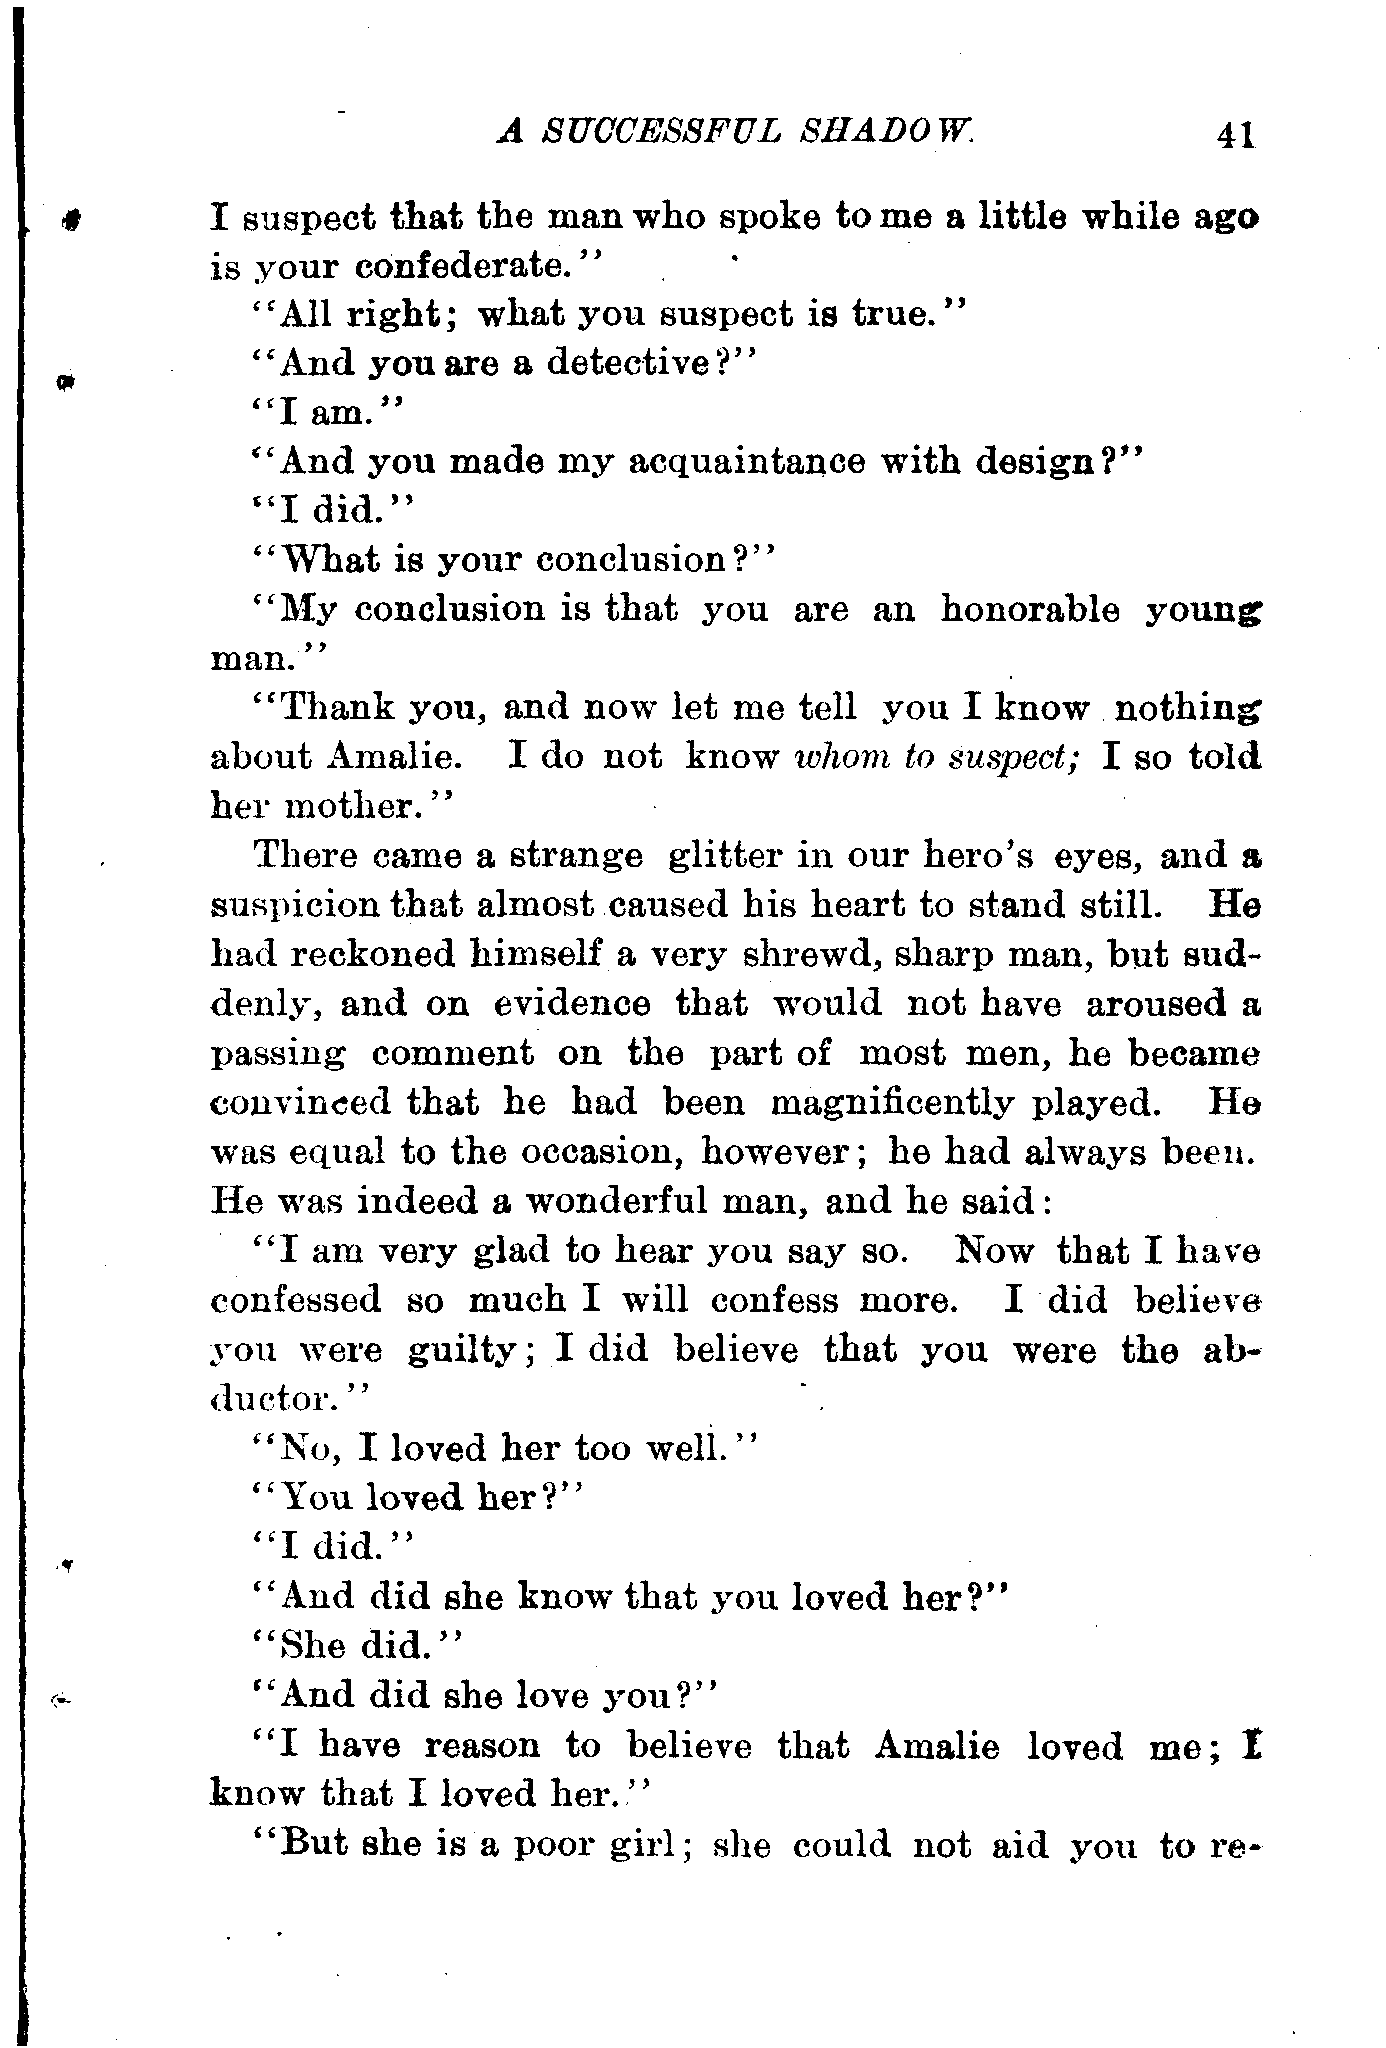 A SUCCESSFUL SHADOW. 41
I suspect that the man who spoke to me a little while ago
is your confederate."
"All right; what you suspect is true."
"And you are a detective?"
"I am."
"And you made my acquaintance with design?"
"I did."
"What is your conclusion?"
"My conclusion is that you are an honorable young
man."
"Thank you, and now let me tell you I know nothing
about Amalie. I do not know whom to suspect; I so told
her mother."
There came a strange glitter in our hero's eyes, and a
suspicion that almost caused his heart to stand still. He
had reckoned himself a very shrewd, sharp man, but sud-
denly, and on evidence that would not have aroused a
passing comment on the part of most men, he became
convinced that he had been magnificently played. He
was equal to the occasion, however; he had always been.
He was indeed a wonderful man, and he said:
"I am very glad to hear you say so. Now that I have
confessed so much I will confess more. I did believe
you were guilty; I did believe that you were the ab-
ductor."
"No, I loved her too well."
"You loved her?"
"I did."
"And did she know that you loved her?"
"She did."
"And did she love you?"
"I have reason to believe that Amalie loved me; I
know that I loved her."
"But she is a poor girl; she could not aid you to re-